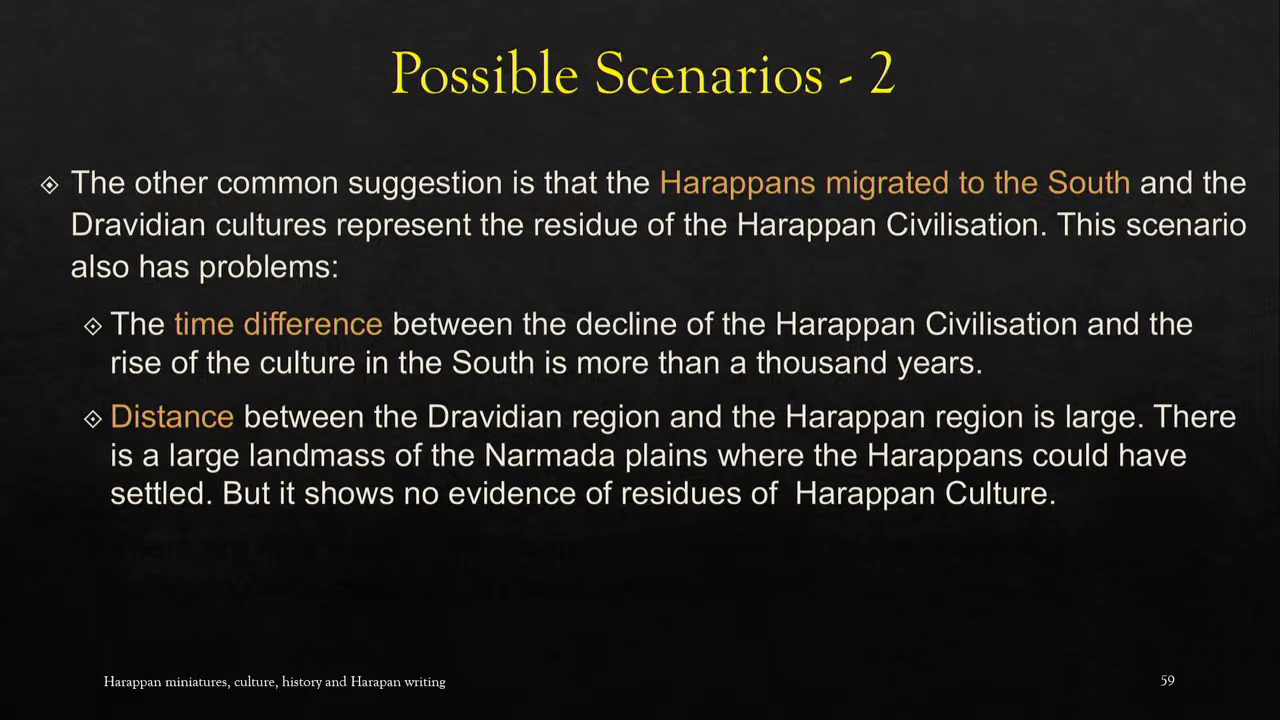 Possible Scenarios - 2
The other common suggestion is that the Harappans migrated to the South and the
Dravidian cultures represent the residue of the Harappan Civilisation. This scenario
also has problems:
The time difference between the decline of the Harappan Civilisation and the
rise of the culture in the South is more than a thousand years.
Distance between the Dravidian region and the Harappan region is large. There
is a large landmass of the Narmada plains where the Harappans could have
settled. But it shows no evidence of residues of Harappan Culture.
Harappan miniatures, culture, history and Harapan writing
59